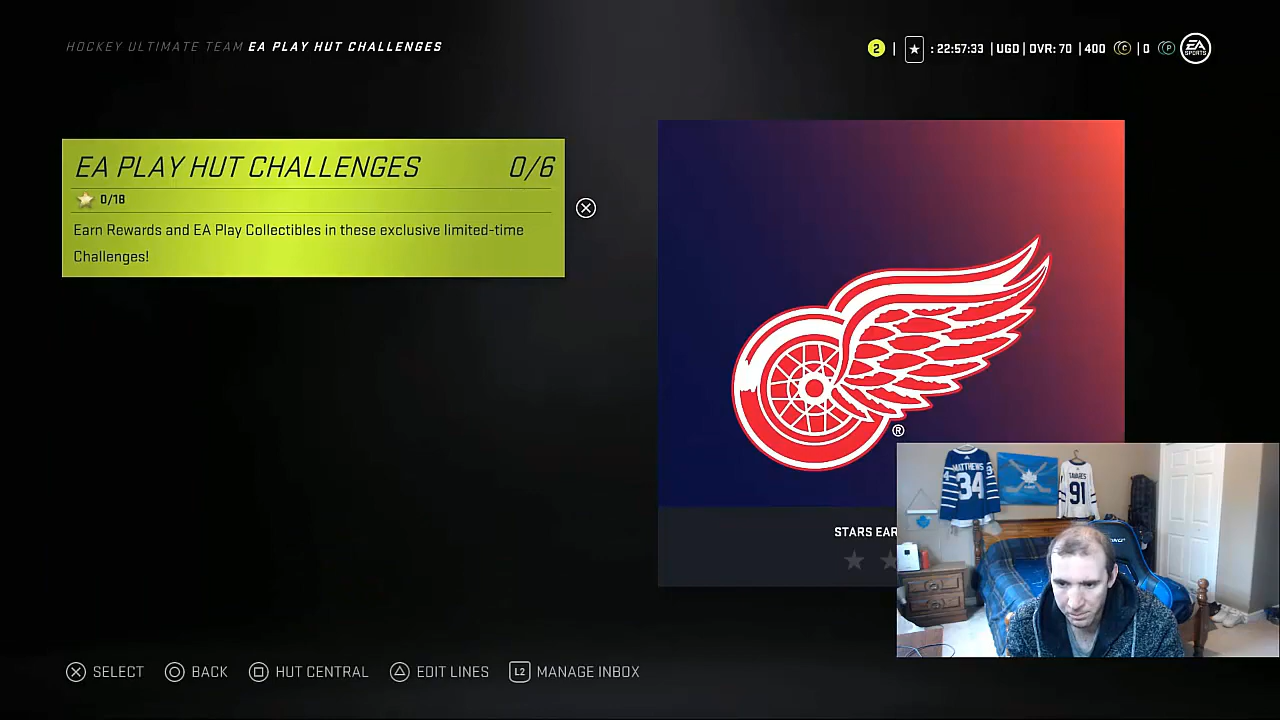 HOCKEY ULTIMATE TEAM EA PLAY HUT CHALLENGES
2 | ★ : 22:57:33 | UGD | OVR: 70 | 400 C | 0 P EA SPORTS
EA PLAY HUT CHALLENGES 0/6
0/18
Earn Rewards and EA Play Collectibles in these exclusive limited-time
Challenges!
®
STARS EAR
MATTHEWS
34
TAVARES
91
SELECT BACK HUT CENTRAL EDIT LINES L2 MANAGE INBOX